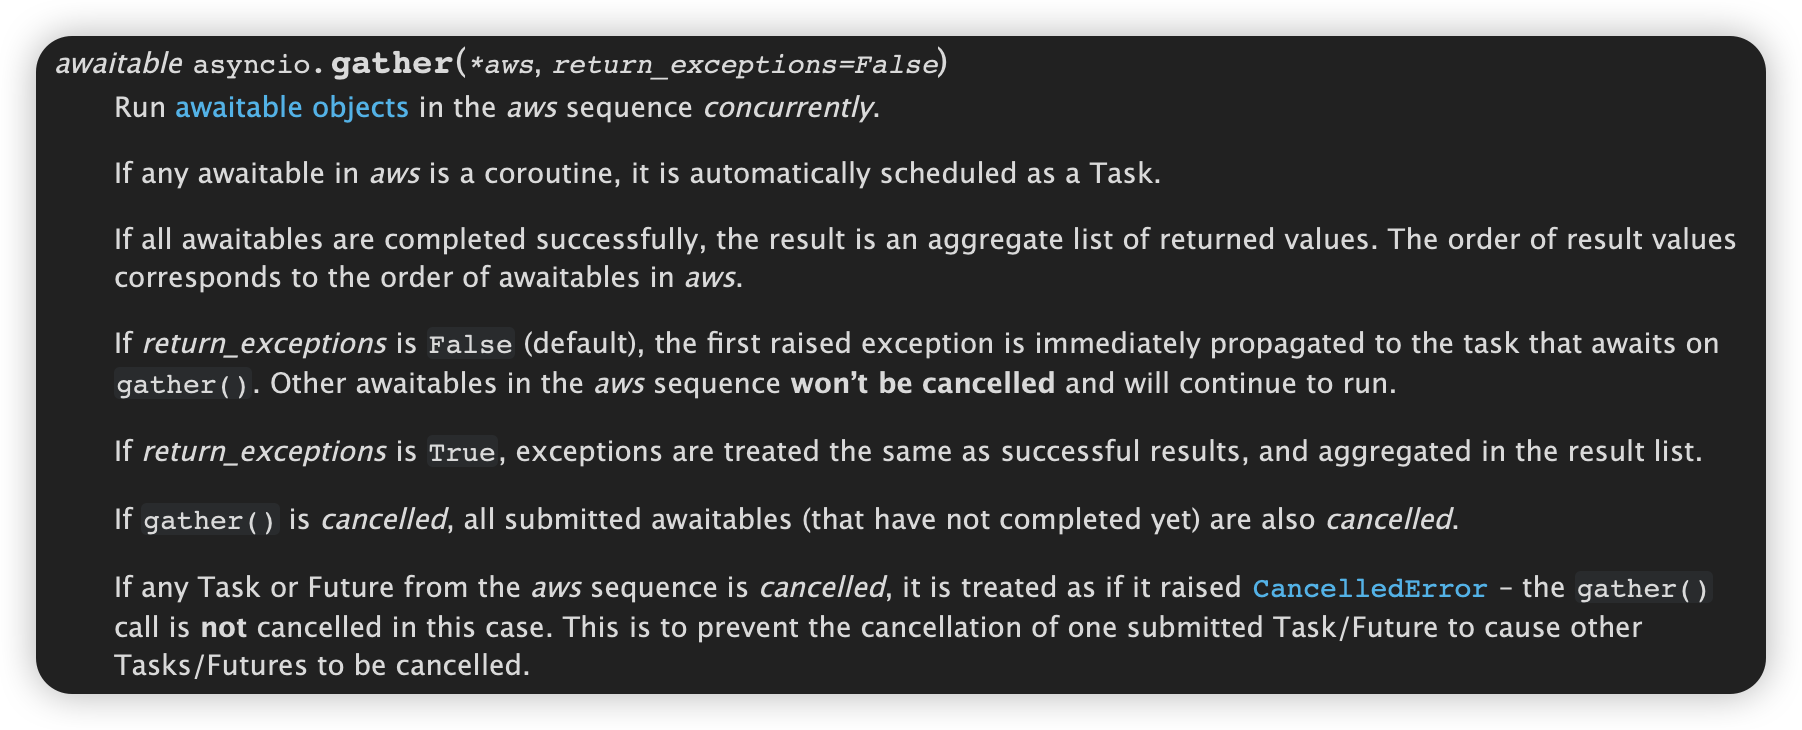 awaitable asyncio.gather(*aws, return_exceptions=False)
Run awaitable objects in the aws sequence concurrently.
If any awaitable in aws is a coroutine, it is automatically scheduled as a Task.
If all awaitables are completed successfully, the result is an aggregate list of returned values. The order of result values
corresponds to the order of awaitables in aws.
If return_exceptions is False (default), the first raised exception is immediately propagated to the task that awaits on
gather(). Other awaitables in the aws sequence won’t be cancelled and will continue to run.
If return_exceptions is True, exceptions are treated the same as successful results, and aggregated in the result list.
If gather() is cancelled, all submitted awaitables (that have not completed yet) are also cancelled.
If any Task or Future from the aws sequence is cancelled, it is treated as if it raised CancelledError – the gather()
call is not cancelled in this case. This is to prevent the cancellation of one submitted Task/Future to cause other
Tasks/Futures to be cancelled.